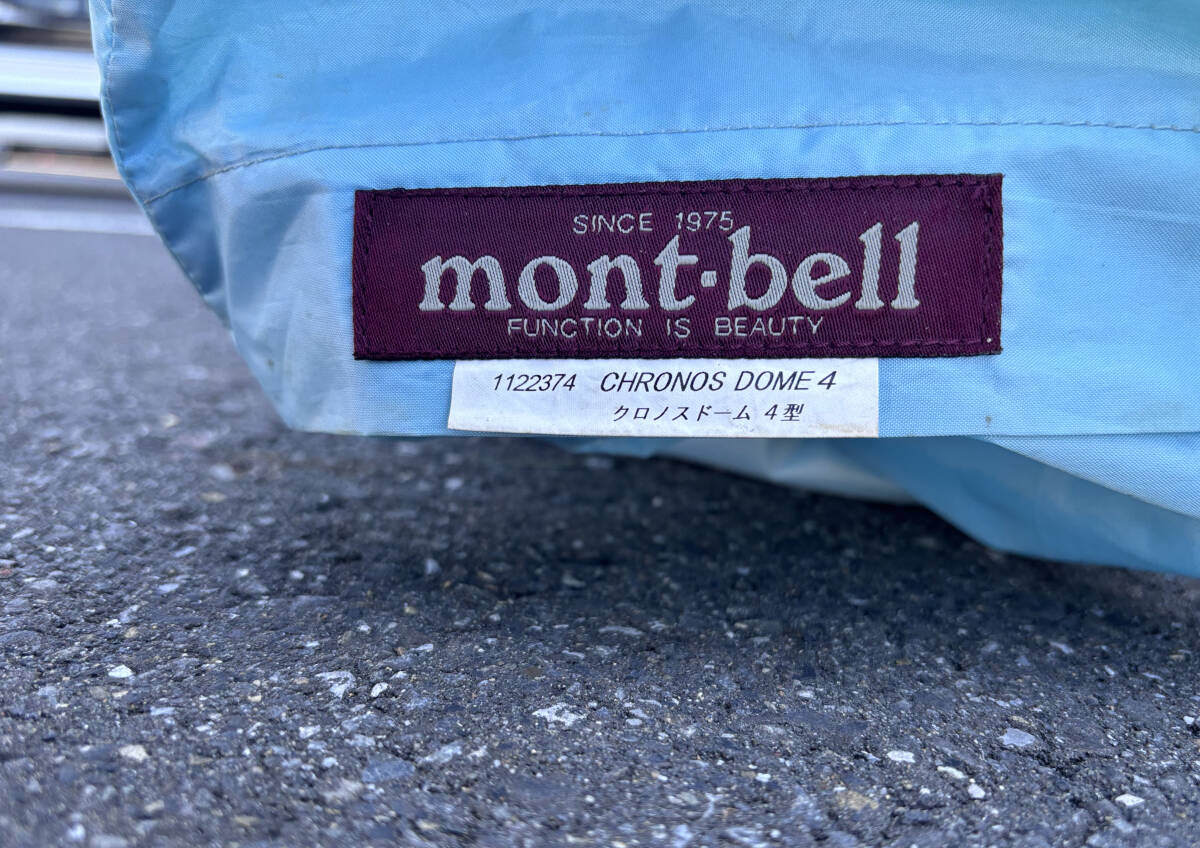 SINCE 1975
mont·bell
FUNCTION IS BEAUTY
1122374 CHRONOS DOME 4
クロノスドーム 4型